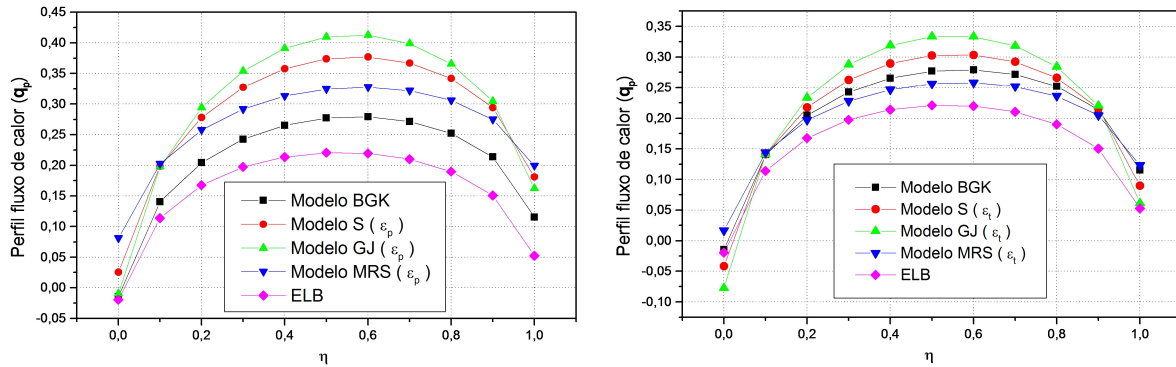 0,45
0,40
0,35
0,30
0,25
0,20
0,15
0,10
0,05
0,00
-0,05
Perfil fluxo de calor (qₚ)
Modelo BGK
Modelo S ( εₚ)
Modelo GJ ( εₚ)
Modelo MRS ( εₚ)
ELB
0,0 0,2 0,4 0,6 0,8 1,0
η
0,35
0,30
0,25
0,20
0,15
0,10
0,05
0,00
-0,05
-0,10
Perfil fluxo de calor (qₚ)
Modelo BGK
Modelo S ( εₜ)
Modelo GJ ( εₜ)
Modelo MRS ( εₜ)
ELB
0,0 0,2 0,4 0,6 0,8 1,0
η